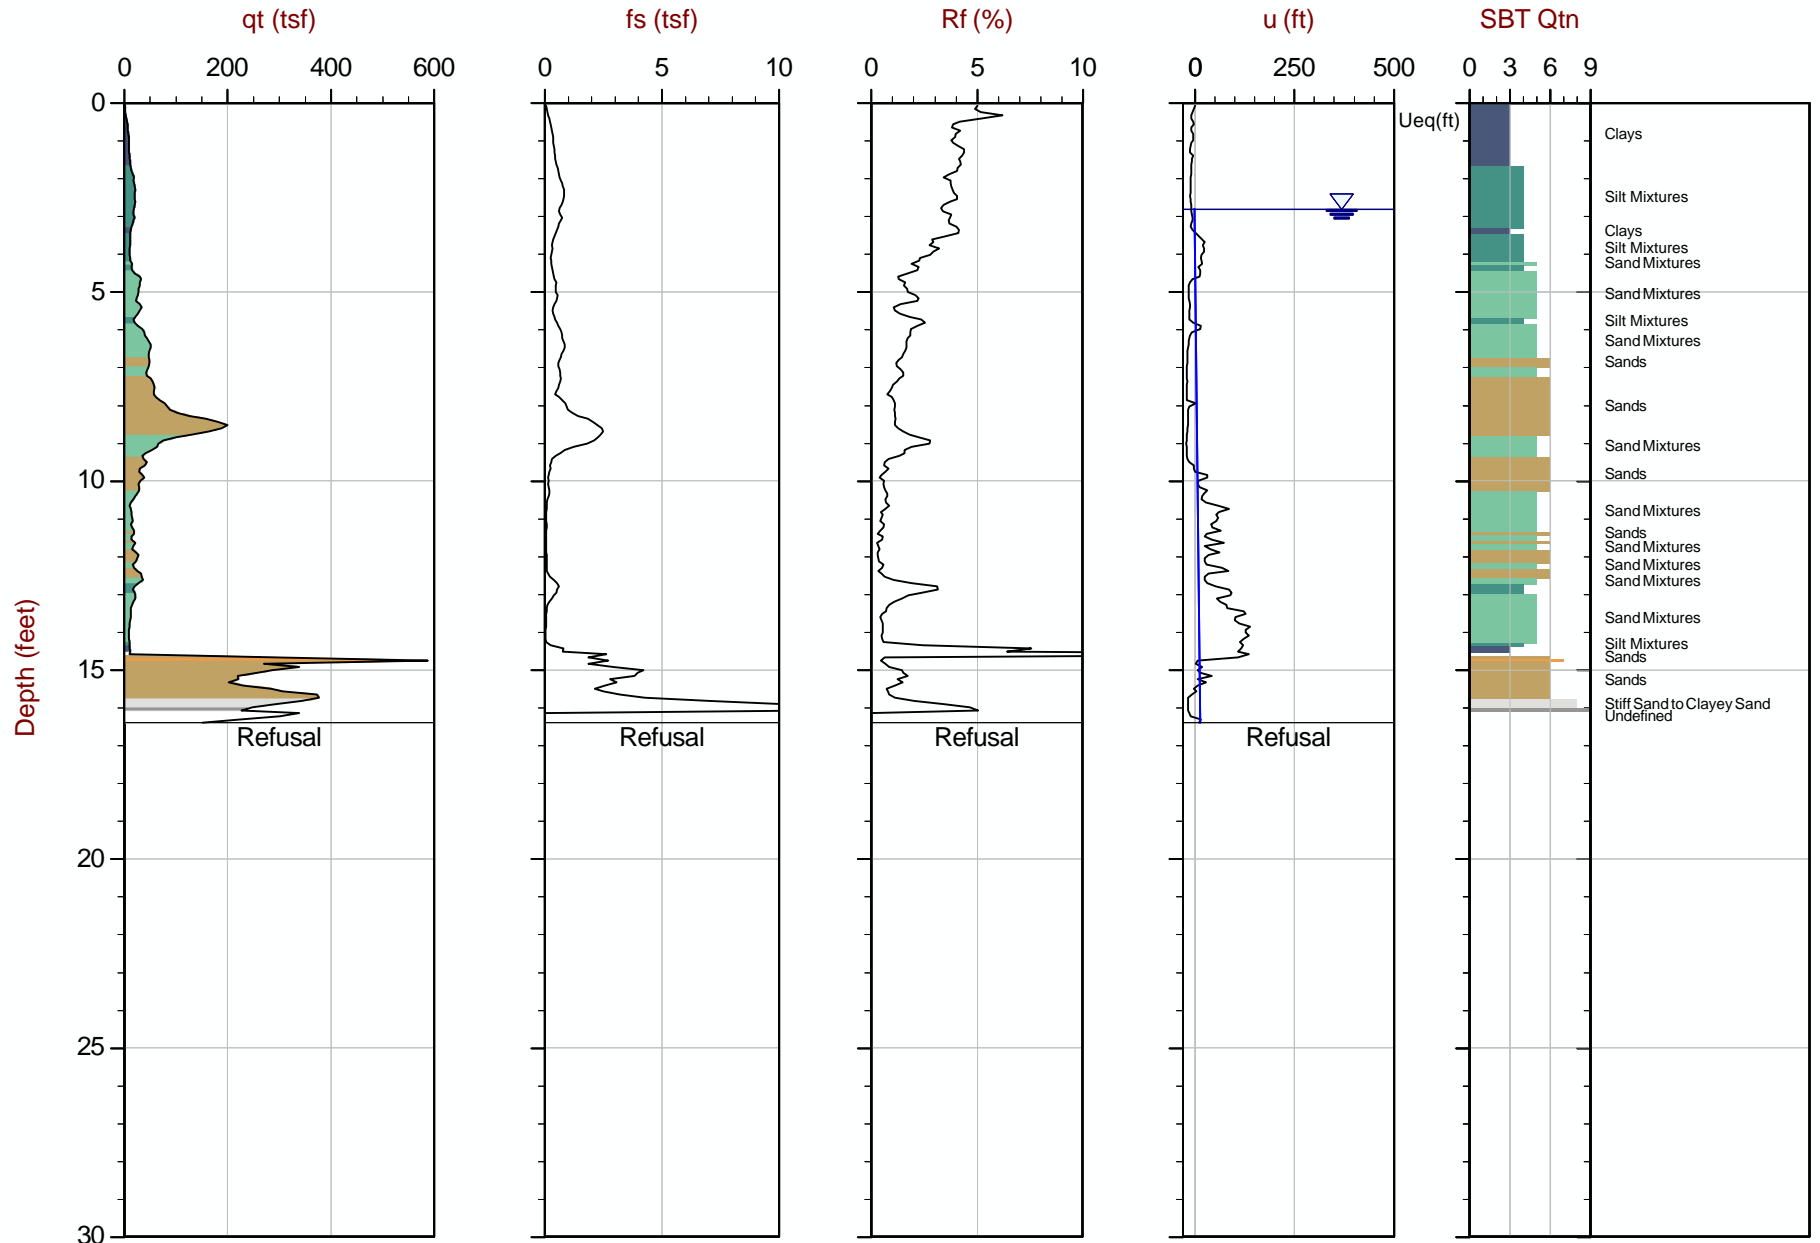 qt (tsf)
fs (tsf)
Rf (%)
u (ft)
SBT Qtn
0 200 400 600
0 5 10
0 5 10
0 250 500
0 3 6 9
Depth (feet)
0
5
10
15
20
25
30
Ueq(ft)
Clays
Silt Mixtures
Clays
Silt Mixtures
Sand Mixtures
Sand Mixtures
Silt Mixtures
Sand Mixtures
Sands
Sands
Sand Mixtures
Sands
Sand Mixtures
Sands
Sand Mixtures
Sand Mixtures
Sand Mixtures
Sand Mixtures
Silt Mixtures
Sands
Sands
Stiff Sand to Clayey Sand
Undefined
Refusal
Refusal
Refusal
Refusal